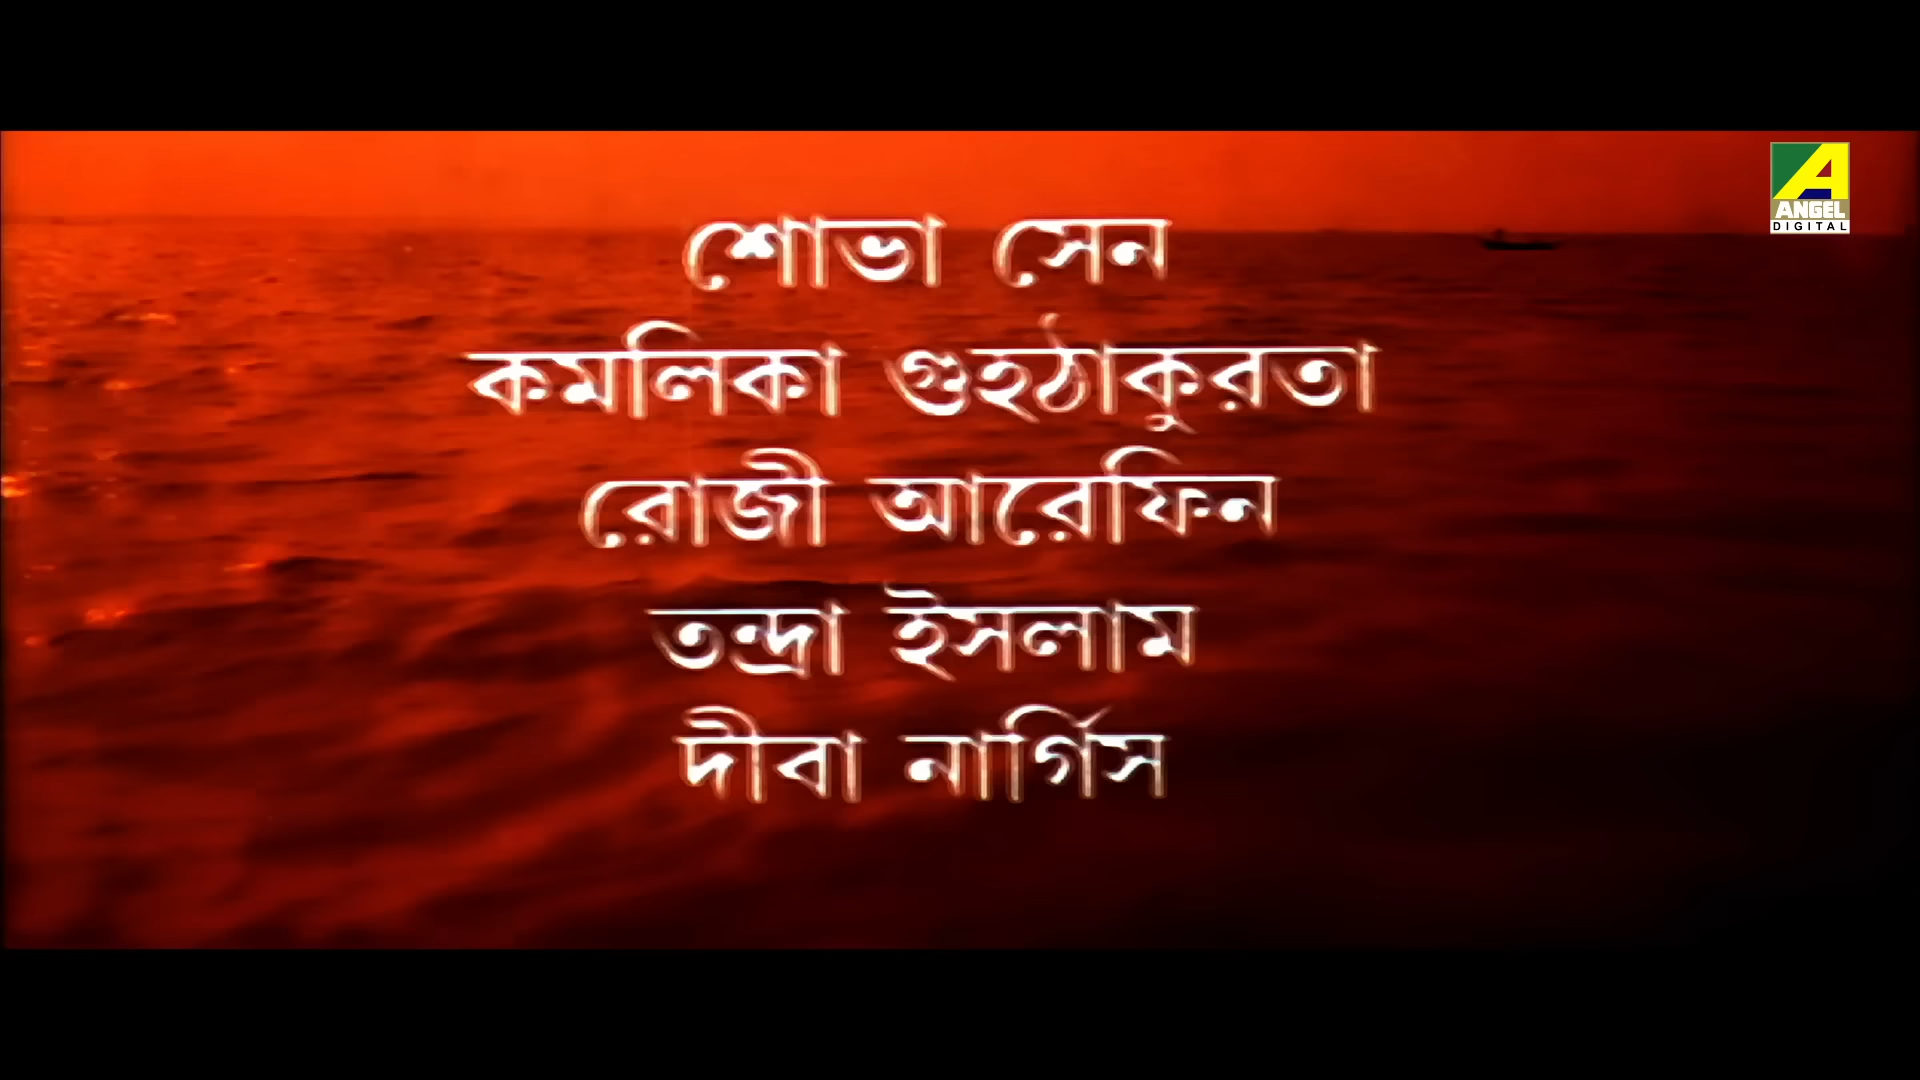 শোভা সেন
কমলিকা গুহঠাকুরতা
রোজী আরেফিন
তন্দ্রা ইসলাম
দীবা নার্গিস
A
ANGEL
DIGITAL